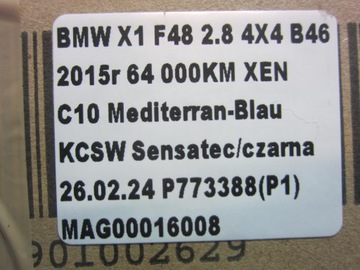 BMW X1 F48 2.8 4X4 B46
2015r 64 000KM XEN
C10 Mediterran-Blau
KCSW Sensatec/czarna
26.02.24 P773388(P1)
MAG00016008
901002629